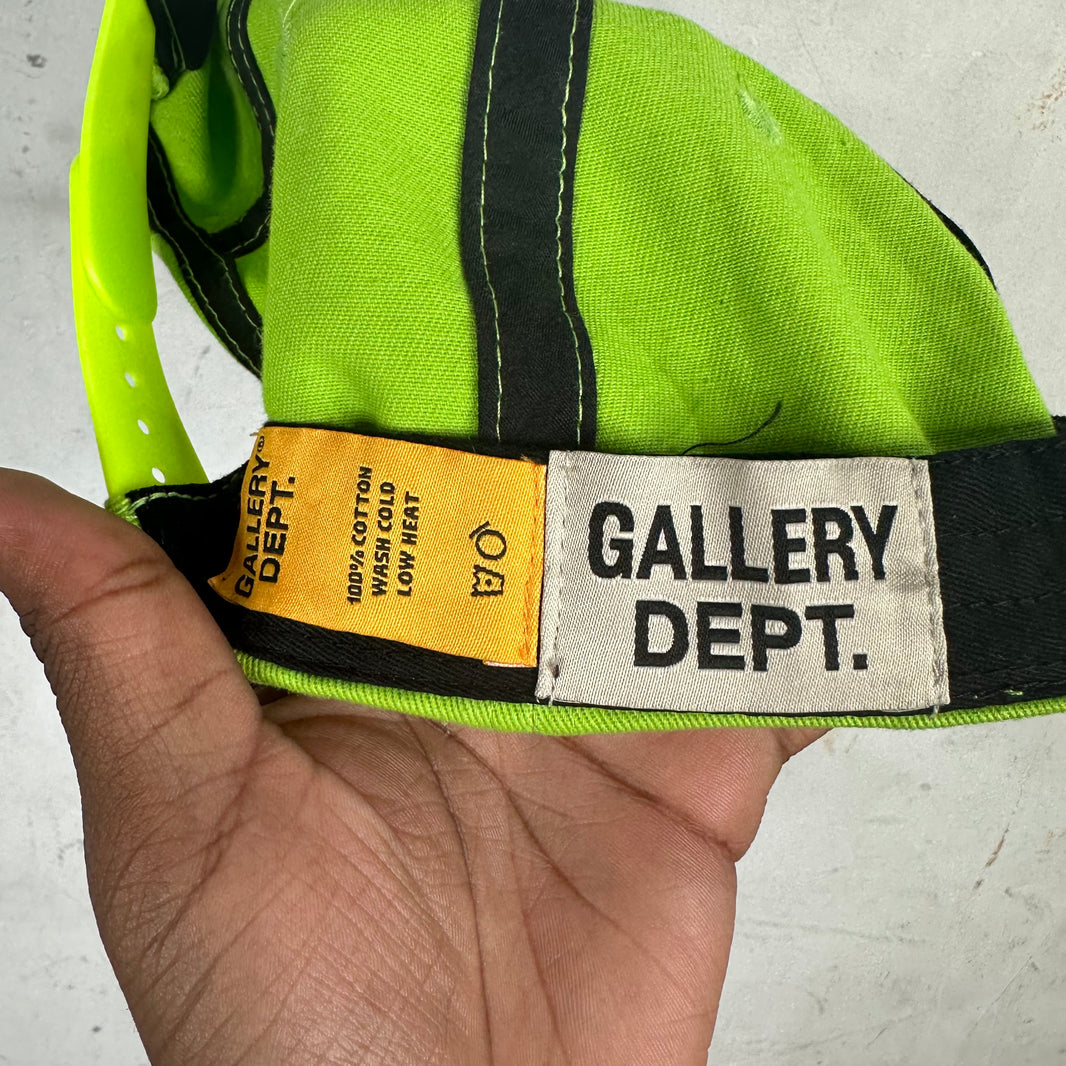 GALLERY®
DEPT.
100% COTTON
WASH COLD
LOW HEAT
GALLERY
DEPT.